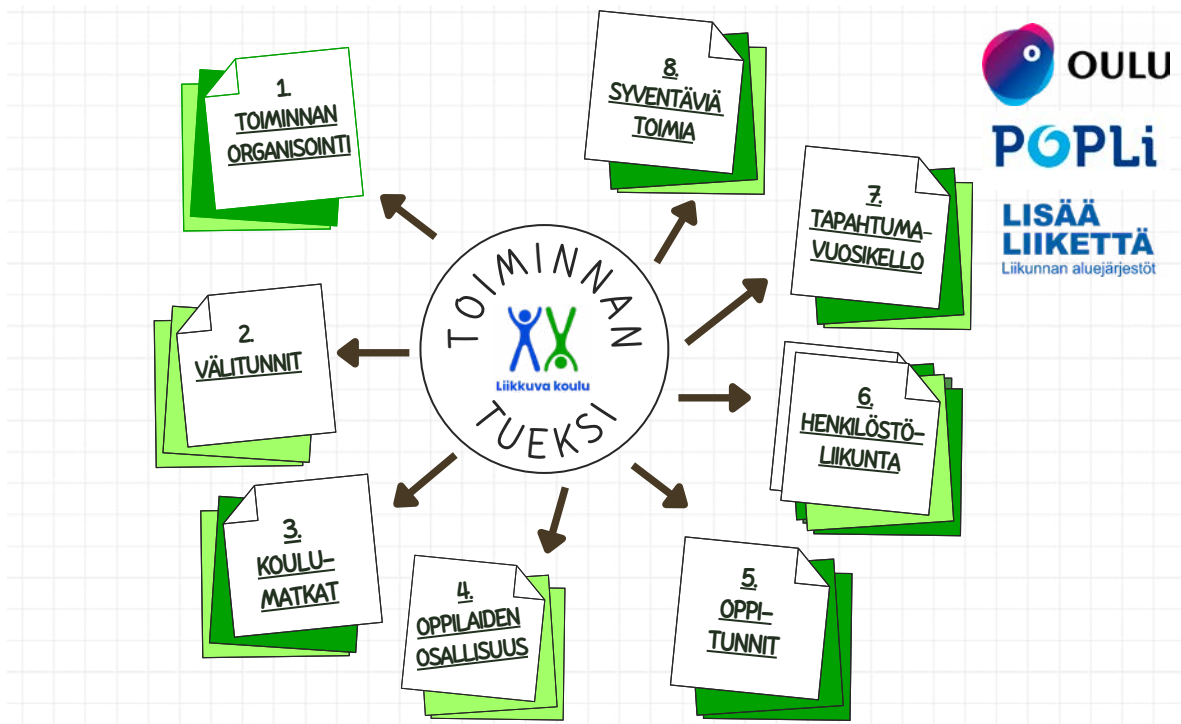 1.
TOIMINNAN
ORGANISOINTI
2.
VÄLITUNNIT
3.
KOULU-
MATKAT
4.
OPPILAIDEN
OSALLISUUS
5.
OPPI-
TUNNIT
6.
HENKILÖSTÖ-
LIIKUNTA
7.
TAPAHTUMA-
VUOSIKELLO
8.
SYVENTÄVIÄ
TOIMIA
TOIMINNAN
Liikkuva koulu
TUEKSI
OULU
POPLi
LISÄÄ
LIIKETTÄ
Liikunnan aluejärjestöt